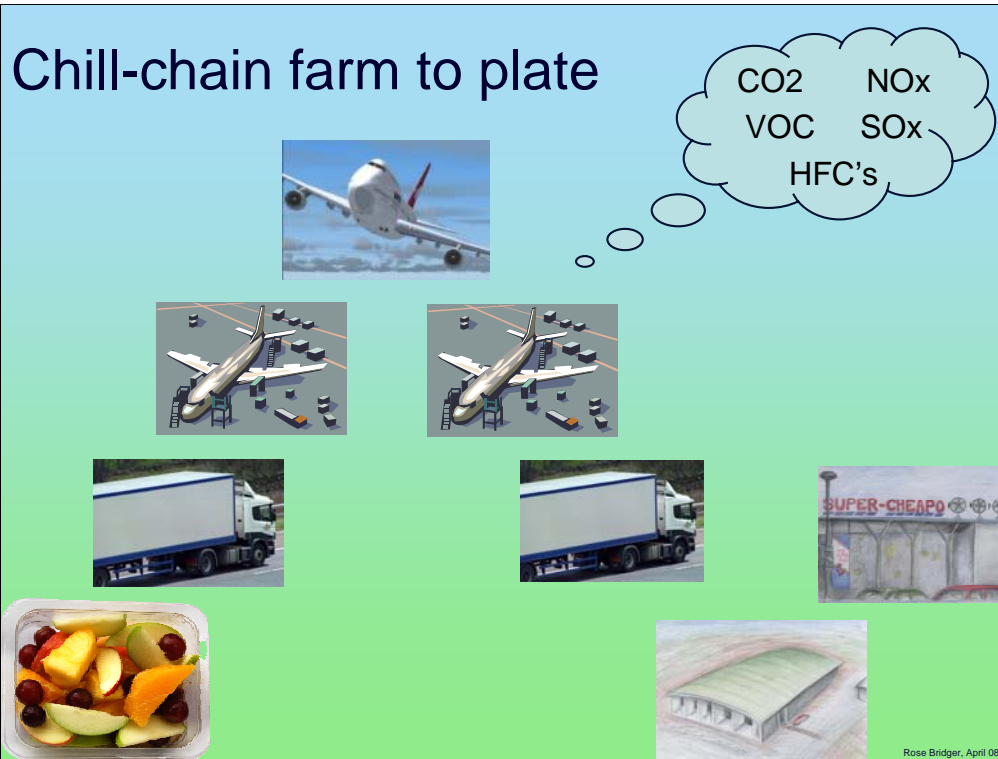 Chill-chain farm to plate
CO2 NOx
VOC SOx
HFC's
SUPER-CHEAPO
Rose Bridger, April 08